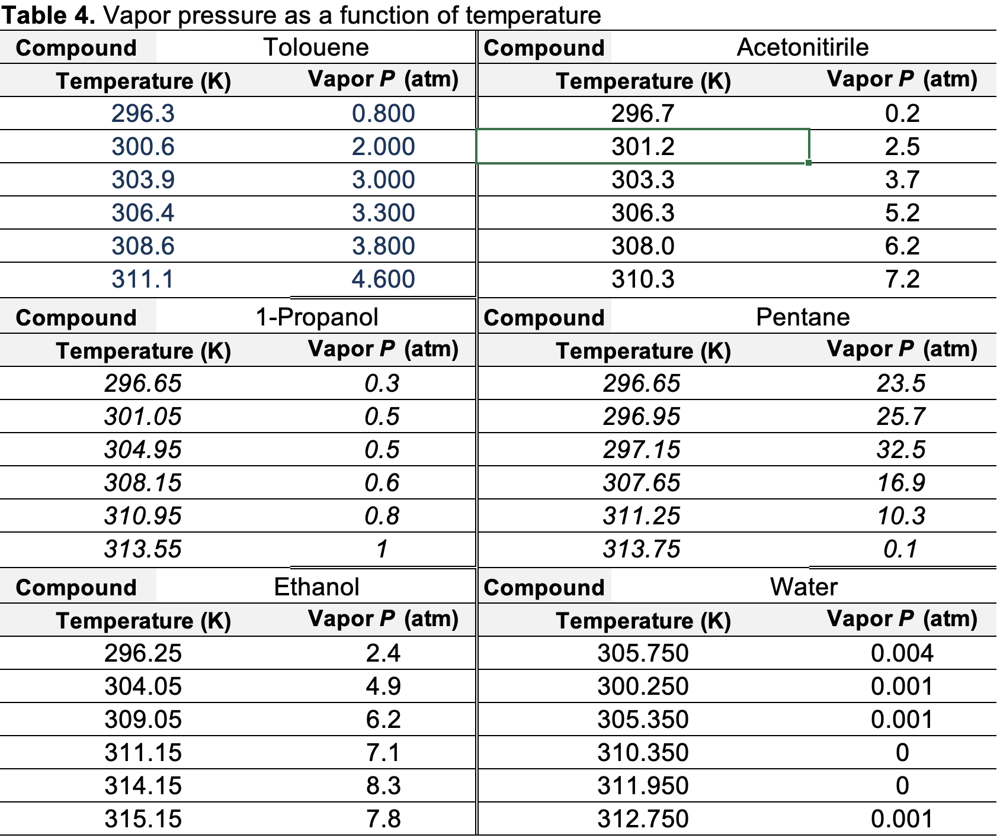 Table 4. Vapor pressure as a function of temperature
Compound Tolouene Compound Acetonitirile
Temperature (K) Vapor P (atm) Temperature (K) Vapor P (atm)
296.3 0.800 296.7 0.2
300.6 2.000 301.2 2.5
303.9 3.000 303.3 3.7
306.4 3.300 306.3 5.2
308.6 3.800 308.0 6.2
311.1 4.600 310.3 7.2
Compound 1-Propanol Compound Pentane
Temperature (K) Vapor P (atm) Temperature (K) Vapor P (atm)
296.65 0.3 296.65 23.5
301.05 0.5 296.95 25.7
304.95 0.5 297.15 32.5
308.15 0.6 307.65 16.9
310.95 0.8 311.25 10.3
313.55 1 313.75 0.1
Compound Ethanol Compound Water
Temperature (K) Vapor P (atm) Temperature (K) Vapor P (atm)
296.25 2.4 305.750 0.004
304.05 4.9 300.250 0.001
309.05 6.2 305.350 0.001
311.15 7.1 310.350 0
314.15 8.3 311.950 0
315.15 7.8 312.750 0.001